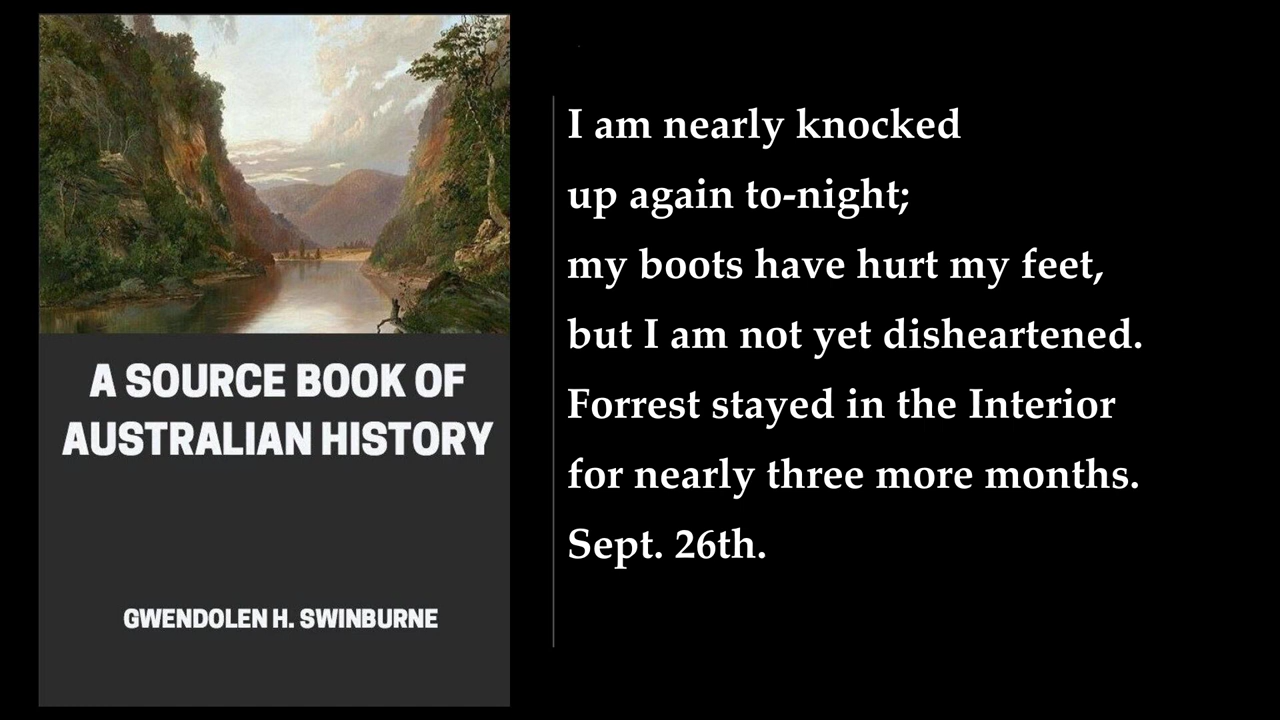 A SOURCE BOOK OF
AUSTRALIAN HISTORY
GWENDOLEN H. SWINBURNE
I am nearly knocked
up again to-night;
my boots have hurt my feet,
but I am not yet disheartened.
Forrest stayed in the Interior
for nearly three more months.
Sept. 26th.